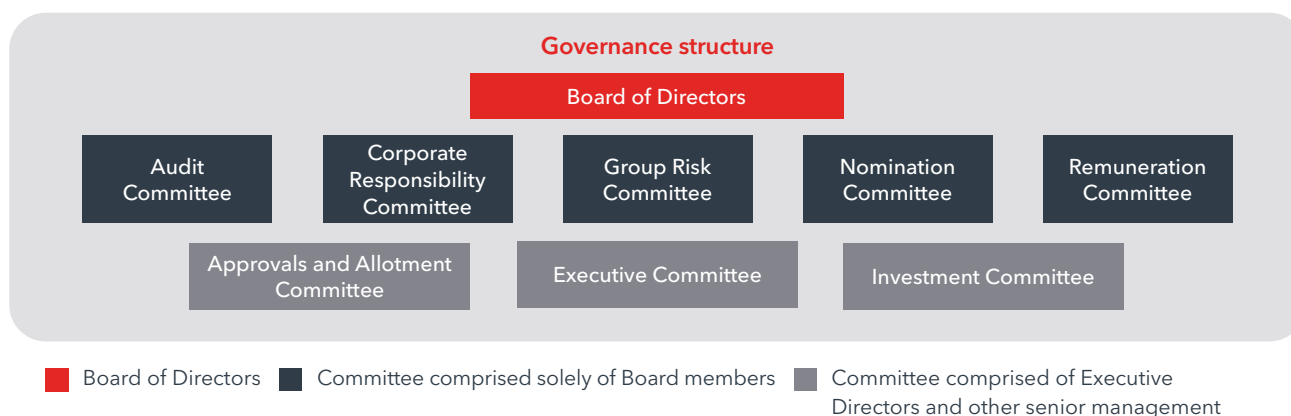 Governance structure
Board of Directors
Audit
Committee
Corporate
Responsibility
Committee
Group Risk
Committee
Nomination
Committee
Remuneration
Committee
Approvals and Allotment
Committee
Executive Committee
Investment Committee
Board of Directors
Committee comprised solely of Board members
Committee comprised of Executive
Directors and other senior management